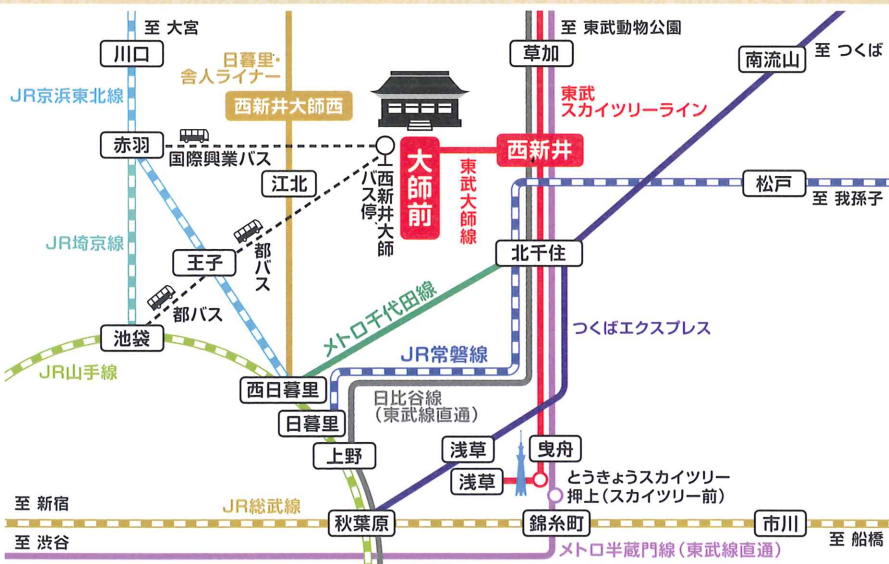 至 大宮
至 東武動物公園
川口
日暮里・
舎人ライナー
草加
南流山
至 つくば
JR京浜東北線
西新井大師西
東武
スカイツリーライン
赤羽
国際興業バス
西新井大師
バス停
大師前
西新井
東武大師線
江北
松戸
至 我孫子
JR埼京線
王子
都バス
北千住
都バス
池袋
メトロ千代田線
つくばエクスプレス
JR山手線
JR常磐線
西日暮里
日比谷線
(東武線直通)
日暮里
上野
浅草
曳舟
浅草
とうきょうスカイツリー
押上(スカイツリー前)
至 新宿
JR総武線
秋葉原
錦糸町
市川
至 船橋
至 渋谷
メトロ半蔵門線(東武線直通)